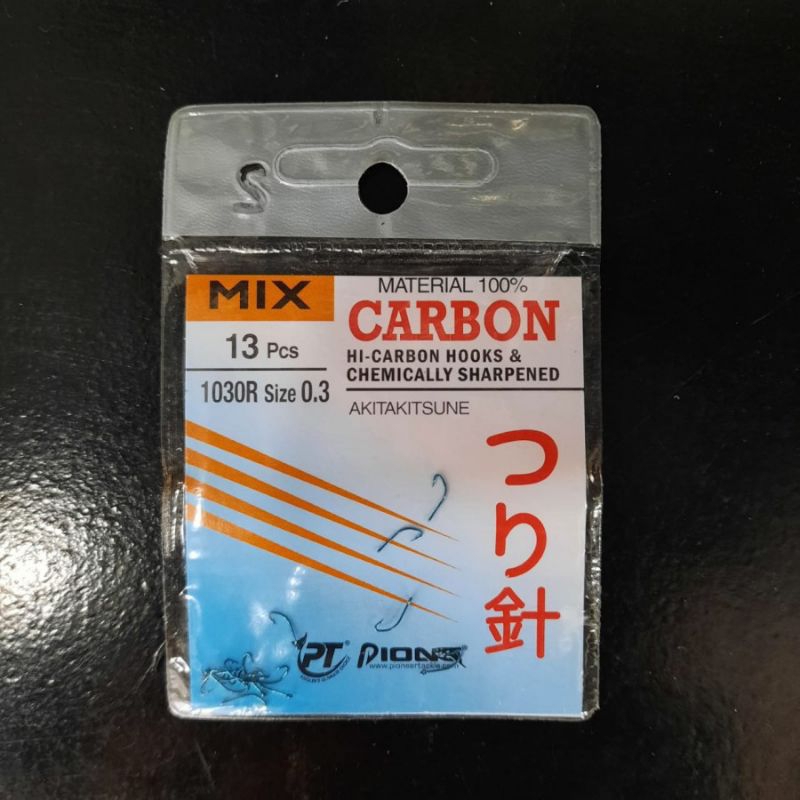 2
MIX
13 Pcs
1030R Size 0.3
MATERIAL 100%
CARBON
HI-CARBON HOOKS &
CHEMICALLY SHARPENED
AKITAKITSUNE
つり針
PT
www.pioneertackle.com